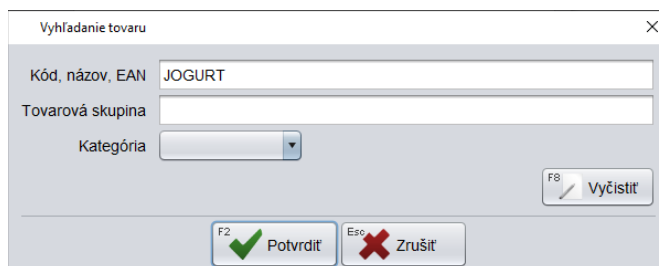 Vyhľadanie tovaru
Kód, názov, EAN JOGURT
Tovarová skupina
Kategória
F8 Vyčistiť
F2 Potvrdiť Esc Zrušiť